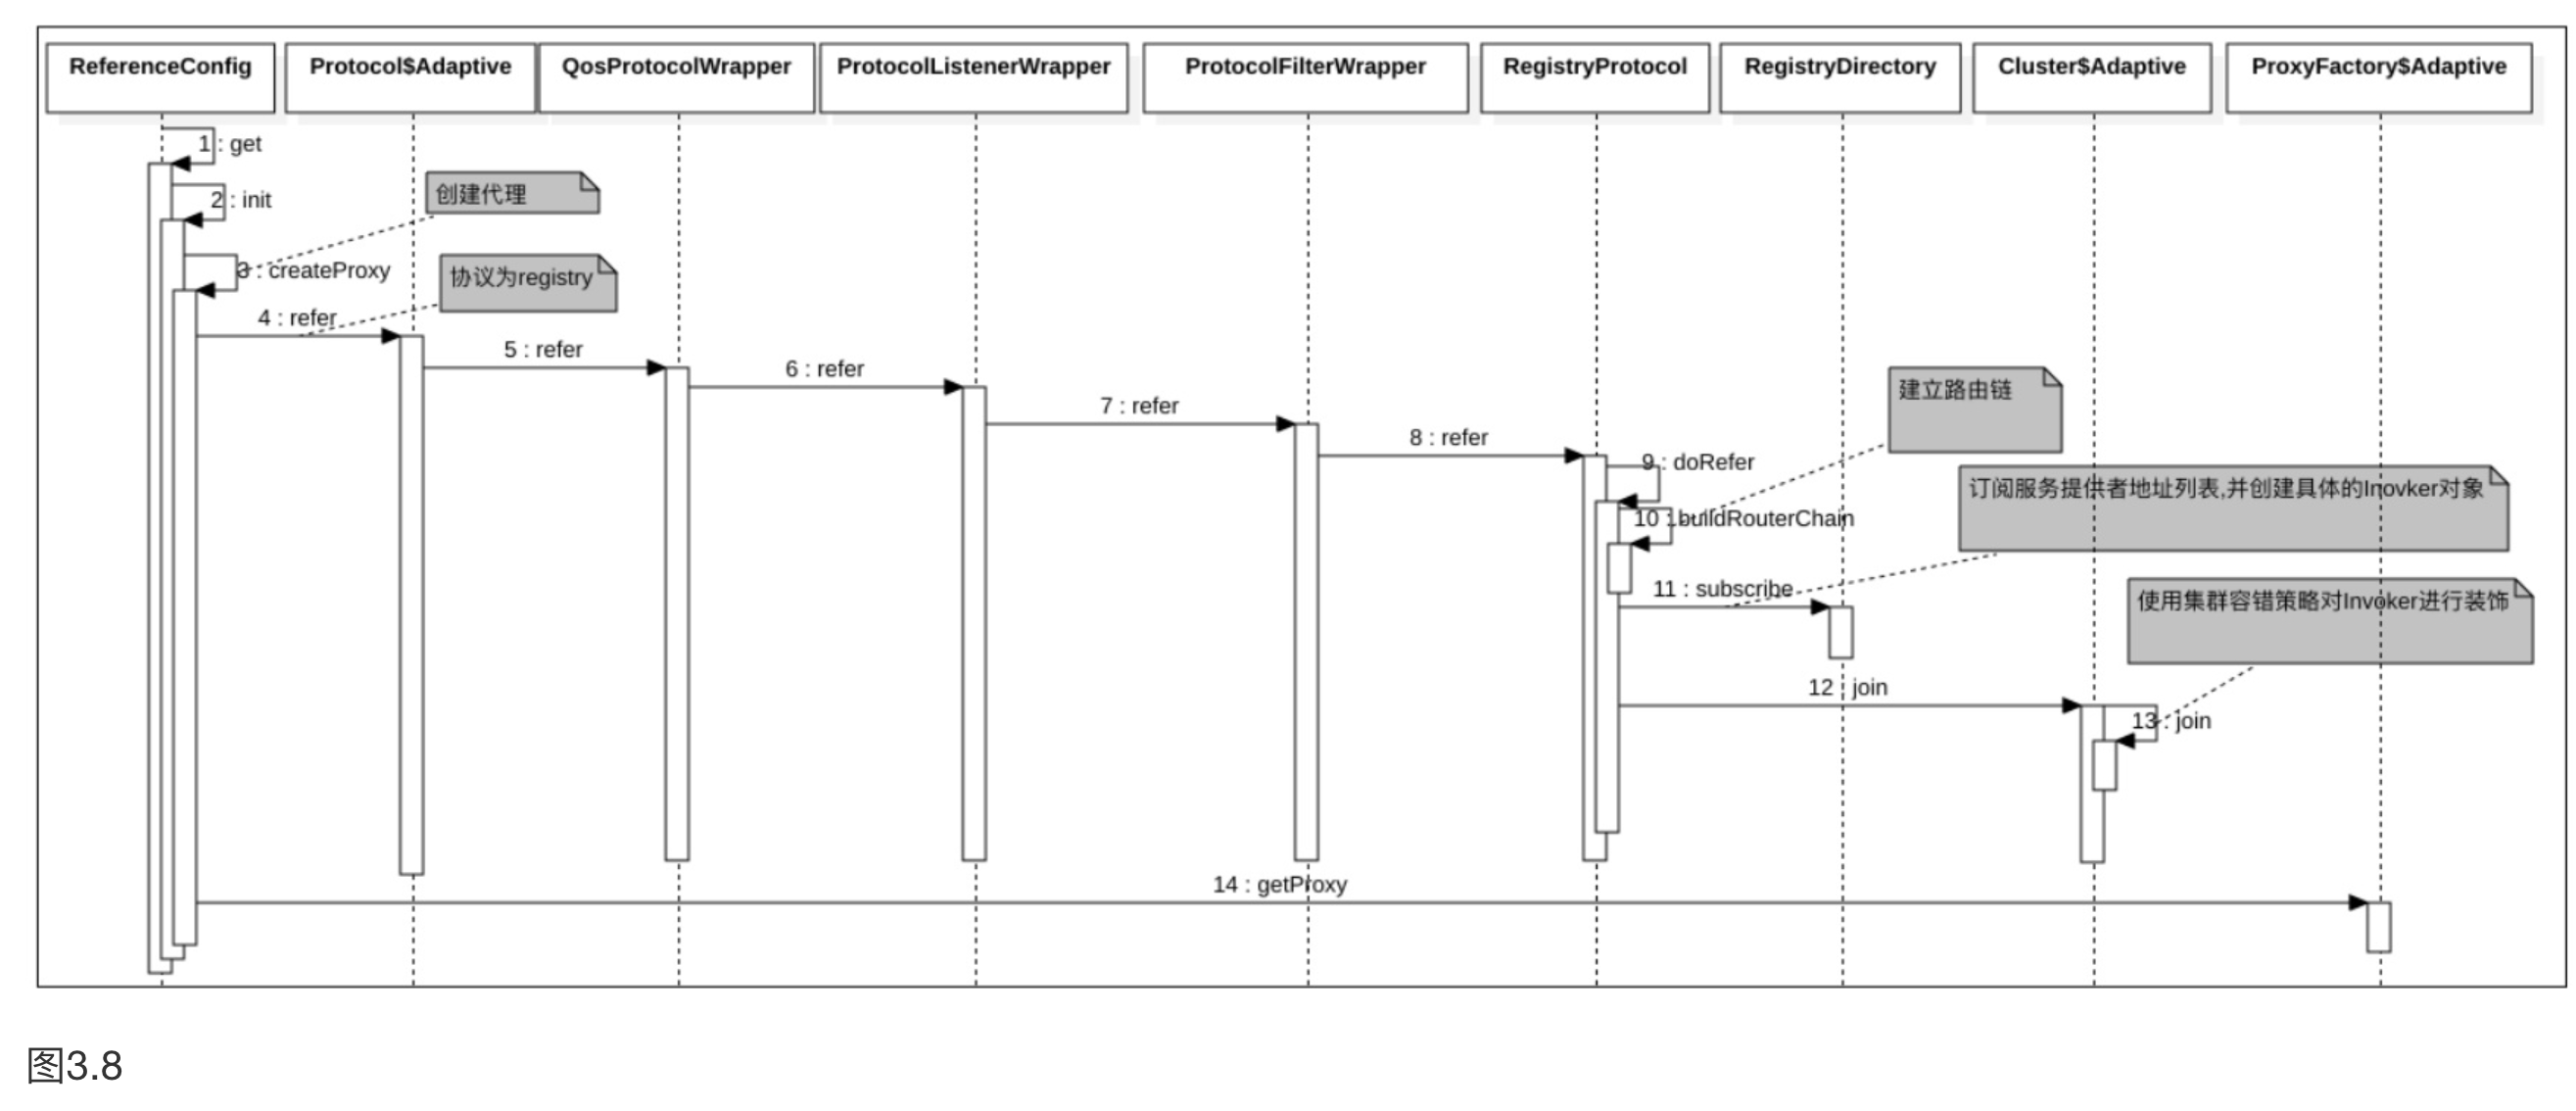 ReferenceConfig
Protocol$Adaptive
QosProtocolWrapper
ProtocolListenerWrapper
ProtocolFilterWrapper
RegistryProtocol
RegistryDirectory
Cluster$Adaptive
ProxyFactory$Adaptive
1 : get
2 : init
创建代理
3 : createProxy
协议为registry
4 : refer
5 : refer
6 : refer
7 : refer
8 : refer
建立路由链
9 : doRefer
订阅服务提供者地址列表,并创建具体的Inovker对象
10 : buildRouterChain
11 : subscribe
使用集群容错策略对Invoker进行装饰
12 : join
13 : join
14 : getProxy
图3.8